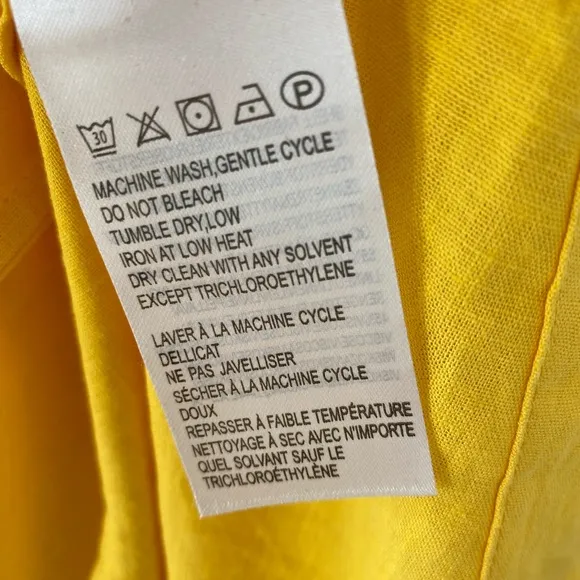 30 P
MACHINE WASH,GENTLE CYCLE
DO NOT BLEACH
TUMBLE DRY,LOW
IRON AT LOW HEAT
DRY CLEAN WITH ANY SOLVENT
EXCEPT TRICHLOROETHYLENE
LAVER À LA MACHINE CYCLE
DELLICAT
NE PAS JAVELLISER
SÉCHER À LA MACHINE CYCLE
DOUX
REPASSER À FAIBLE TEMPÉRATURE
NETTOYAGE À SEC AVEC N'IMPORTE
QUEL SOLVANT SAUF LE
TRICHLOROÉTHYLÈNE